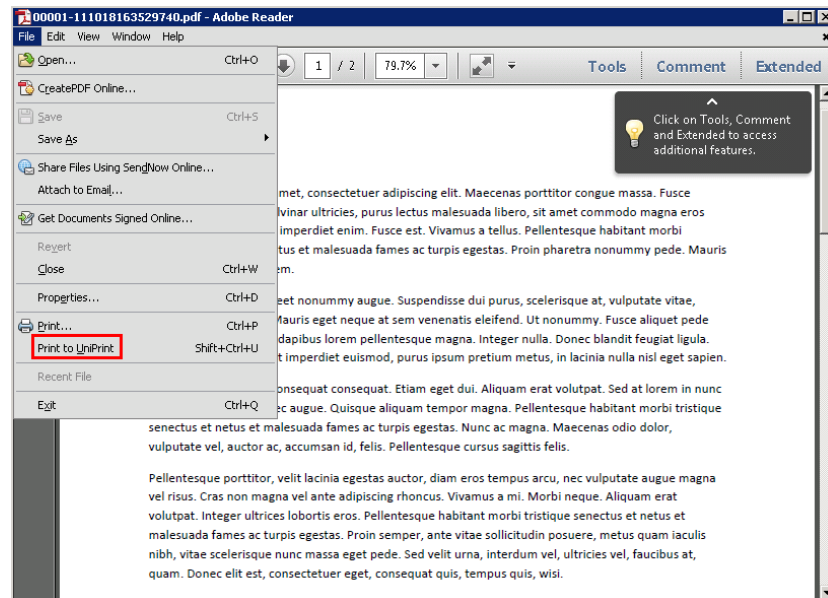 00001-111018163529740.pdf - Adobe Reader
File Edit View Window Help
Open... Ctrl+O
CreatePDF Online...
Save Ctrl+S
Save As
Share Files Using SendNow Online...
Attach to Email...
Get Documents Signed Online...
Revert
Close Ctrl+W
Properties... Ctrl+D
Print... Ctrl+P
Print to UniPrint Shift+Ctrl+U
Recent File
Exit Ctrl+Q
1 / 2 79.7% Tools Comment Extended
Click on Tools, Comment
and Extended to access
additional features.
met, consectetuer adipiscing elit. Maecenas porttitor congue massa. Fusce
lvinar ultricies, purus lectus malesuada libero, sit amet commodo magna eros
imperdiet enim. Fusce est. Vivamus a tellus. Pellentesque habitant morbi
tus et malesuada fames ac turpis egestas. Proin pharetra nonummy pede. Mauris
em.
eet nonummy augue. Suspendisse dui purus, scelerisque at, vulputate vitae,
Mauris eget neque at sem venenatis eleifend. Ut nonummy. Fusce aliquet pede
dapibus lorem pellentesque magna. Integer nulla. Donec blandit feugiat ligula.
t imperdiet euismod, purus ipsum pretium metus, in lacinia nulla nisl eget sapien.
onsequat consequat. Etiam eget dui. Aliquam erat volutpat. Sed at lorem in nunc
ec augue. Quisque aliquam tempor magna. Pellentesque habitant morbi tristique
senectus et netus et malesuada fames ac turpis egestas. Nunc ac magna. Maecenas odio dolor,
vulputate vel, auctor ac, accumsan id, felis. Pellentesque cursus sagittis felis.
Pellentesque porttitor, velit lacinia egestas auctor, diam eros tempus arcu, nec vulputate augue magna
vel risus. Cras non magna vel ante adipiscing rhoncus. Vivamus a mi. Morbi neque. Aliquam erat
volutpat. Integer ultrices lobortis eros. Pellentesque habitant morbi tristique senectus et netus et
malesuada fames ac turpis egestas. Proin semper, ante vitae sollicitudin posuere, metus quam iaculis
nibh, vitae scelerisque nunc massa eget pede. Sed velit urna, interdum vel, ultricies vel, faucibus at,
quam. Donec elit est, consectetuer eget, consequat quis, tempus quis, wisi.